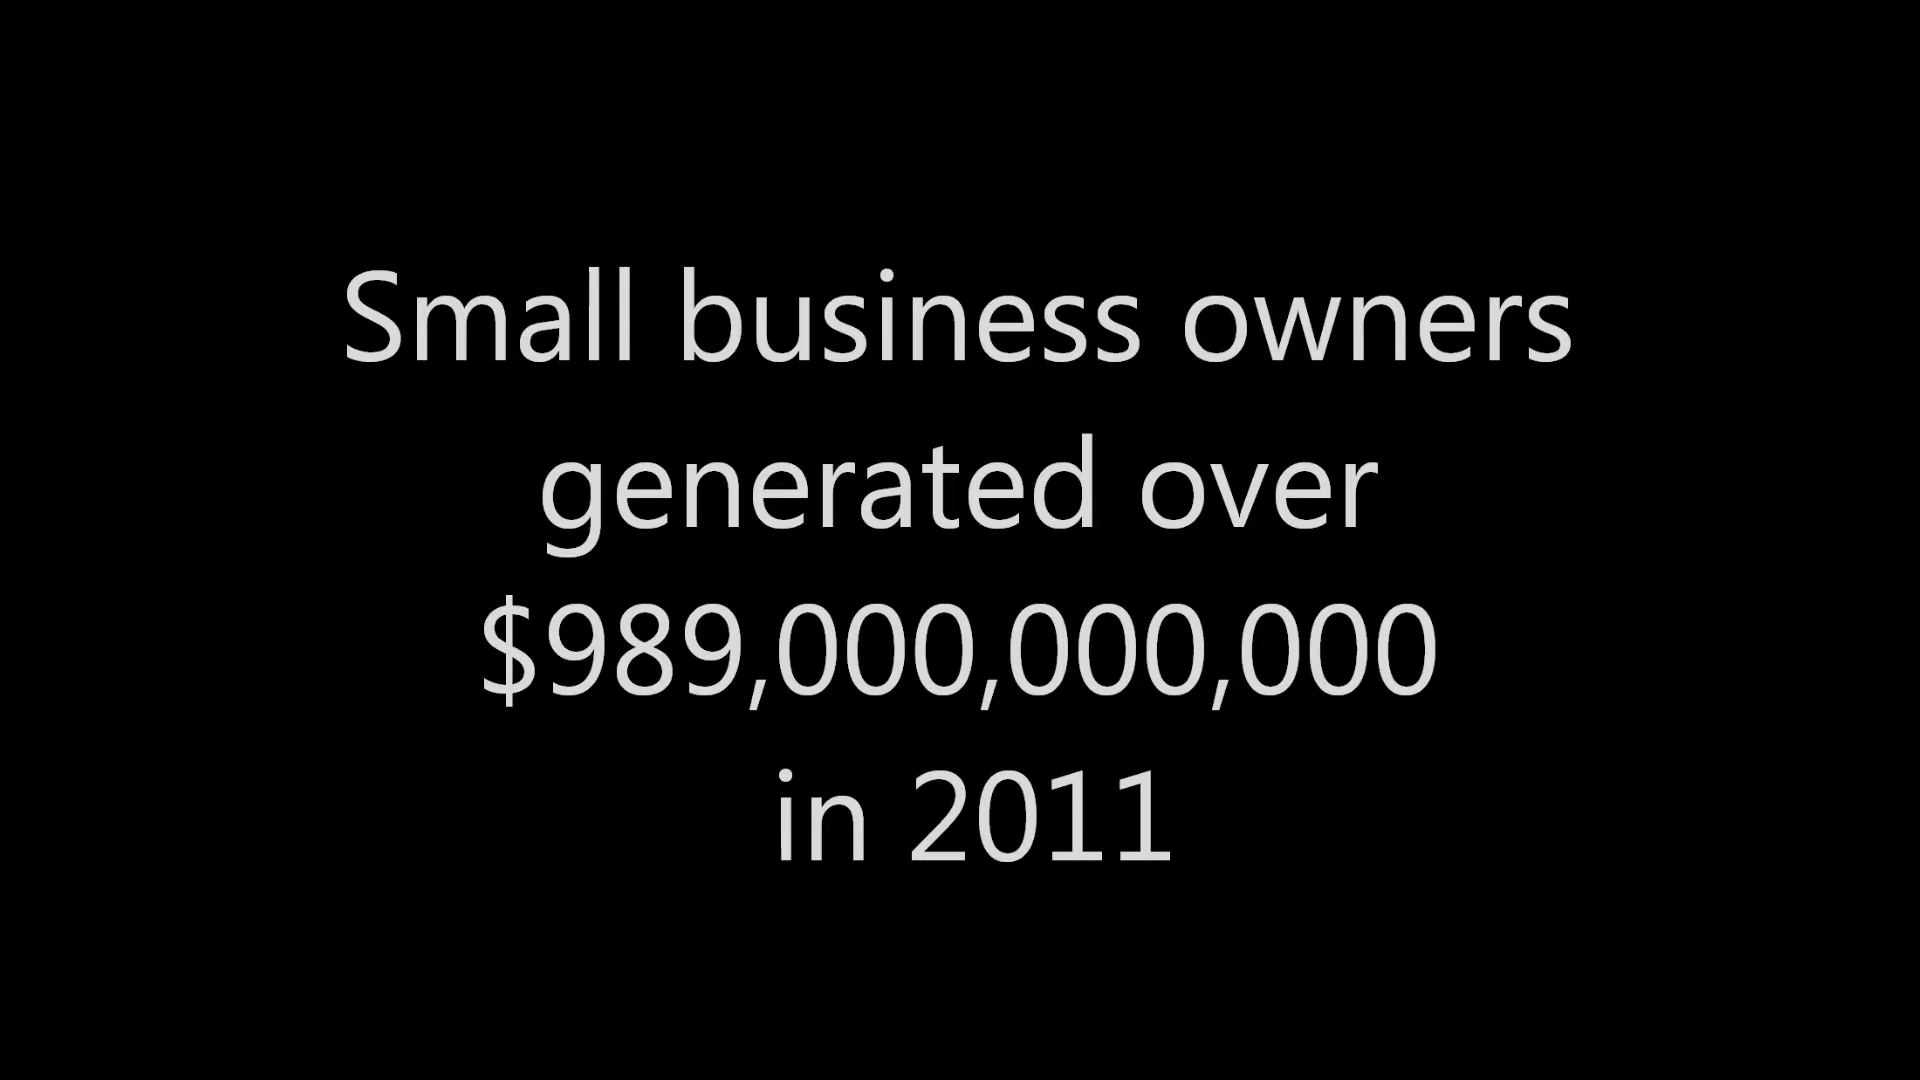 Small business owners
generated over
$989,000,000,000
in 2011